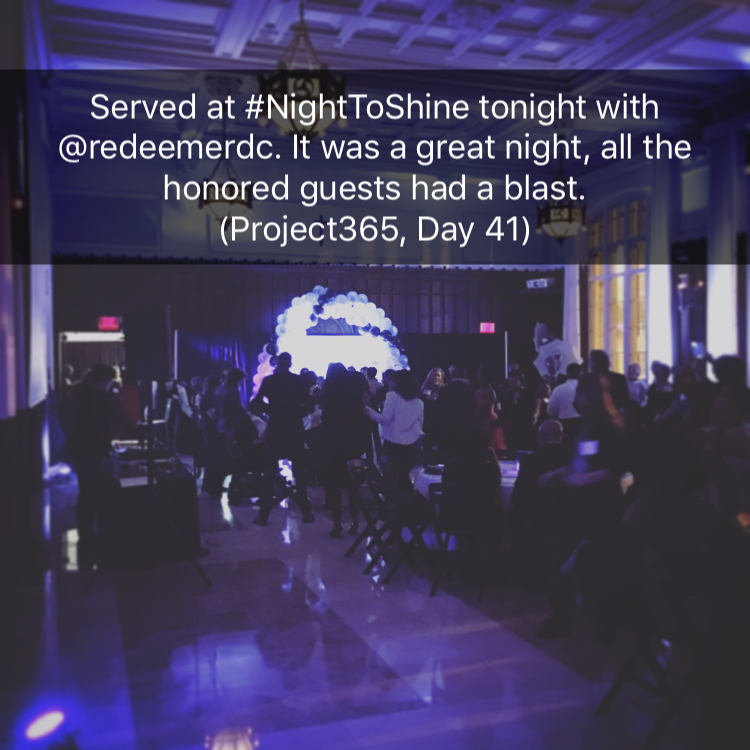 Served at #NightToShine tonight with
@redeemerdc. It was a great night, all the
honored guests had a blast.
(Project365, Day 41)